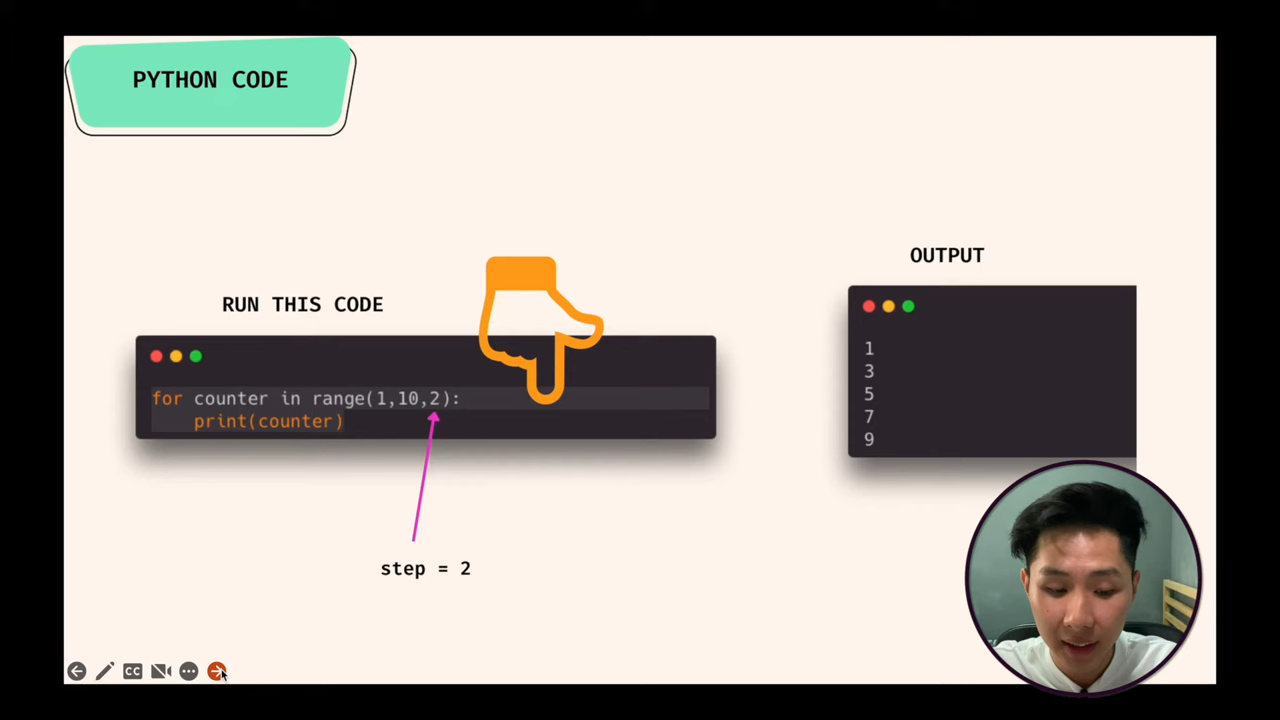 PYTHON CODE
RUN THIS CODE
for counter in range(1,10,2):
    print(counter)
step = 2
OUTPUT
1
3
5
7
9
CC